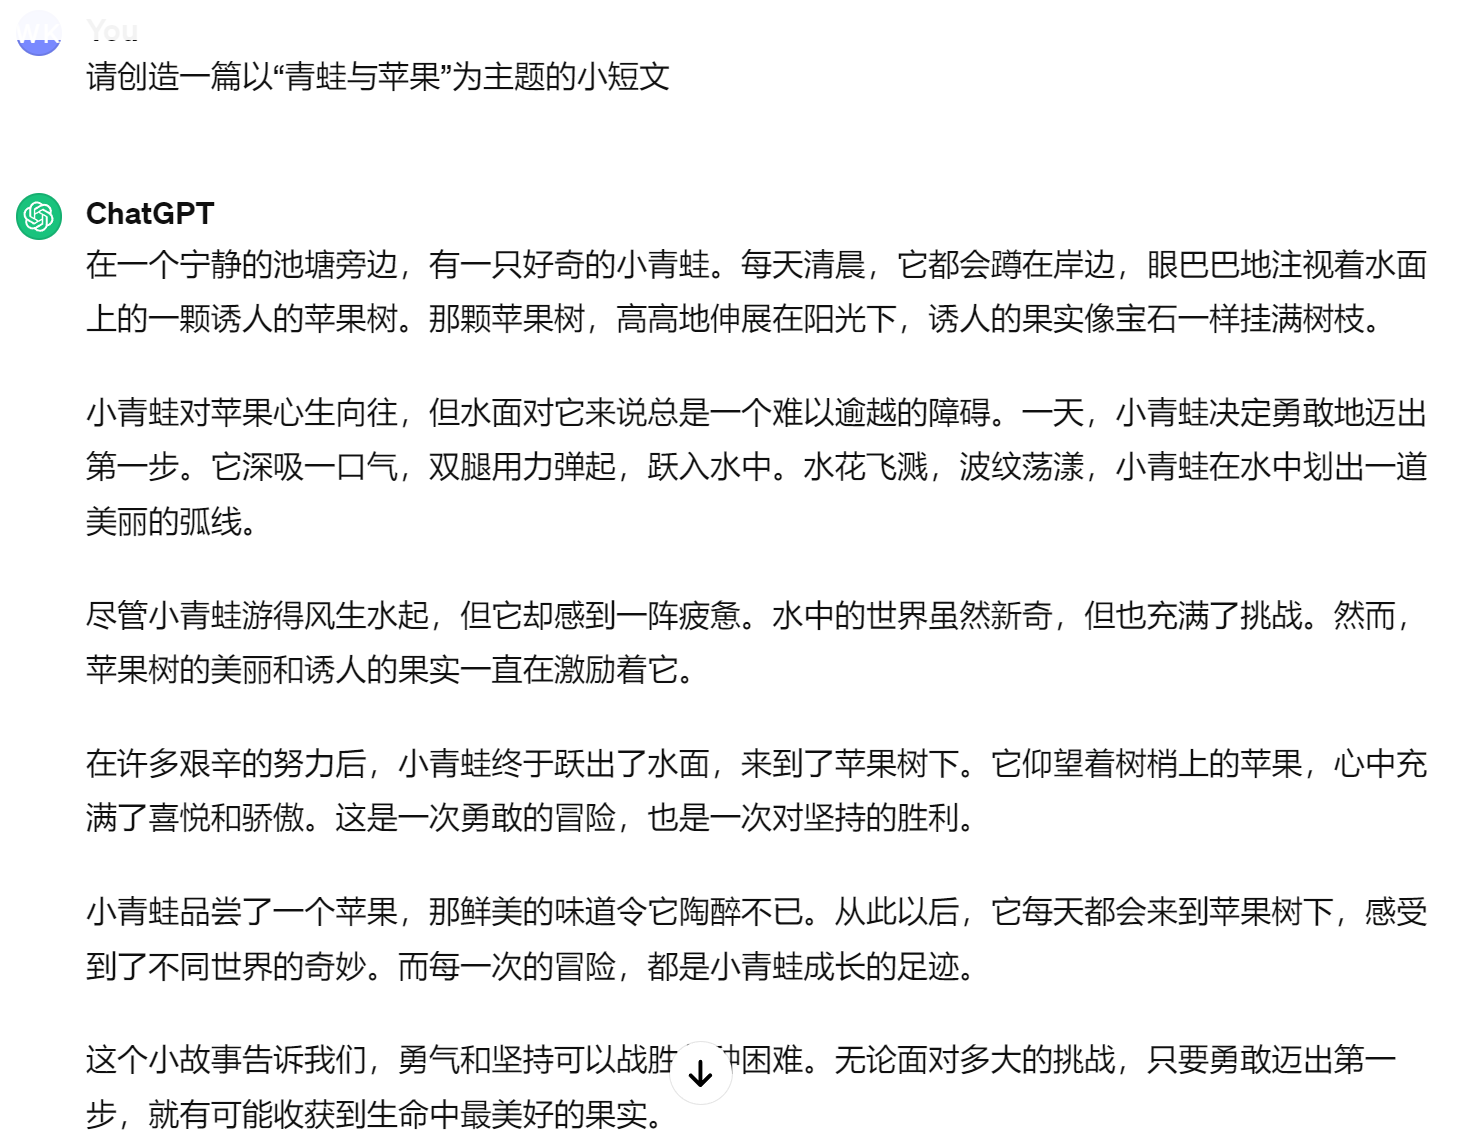 You
请创造一篇以“青蛙与苹果”为主题的小短文
ChatGPT
在一个宁静的池塘旁边，有一只好奇的小青蛙。每天清晨，它都会蹲在岸边，眼巴巴地注视着水面
上的一颗诱人的苹果树。那颗苹果树，高高地伸展在阳光下，诱人的果实像宝石一样挂满树枝。
小青蛙对苹果心生向往，但水面对它来说总是一个难以逾越的障碍。一天，小青蛙决定勇敢地迈出
第一步。它深吸一口气，双腿用力弹起，跃入水中。水花飞溅，波纹荡漾，小青蛙在水中划出一道
美丽的弧线。
尽管小青蛙游得风生水起，但它却感到一阵疲惫。水中的世界虽然新奇，但也充满了挑战。然而，
苹果树的美丽和诱人的果实一直在激励着它。
在许多艰辛的努力后，小青蛙终于跃出了水面，来到了苹果树下。它仰望着树梢上的苹果，心中充
满了喜悦和骄傲。这是一次勇敢的冒险，也是一次对坚持的胜利。
小青蛙品尝了一个苹果，那鲜美的味道令它陶醉不已。从此以后，它每天都会来到苹果树下，感受
到了不同世界的奇妙。而每一次的冒险，都是小青蛙成长的足迹。
这个小故事告诉我们，勇气和坚持可以战胜种困难。无论面对多大的挑战，只要勇敢迈出第一
步，就有可能收获到生命中最美好的果实。